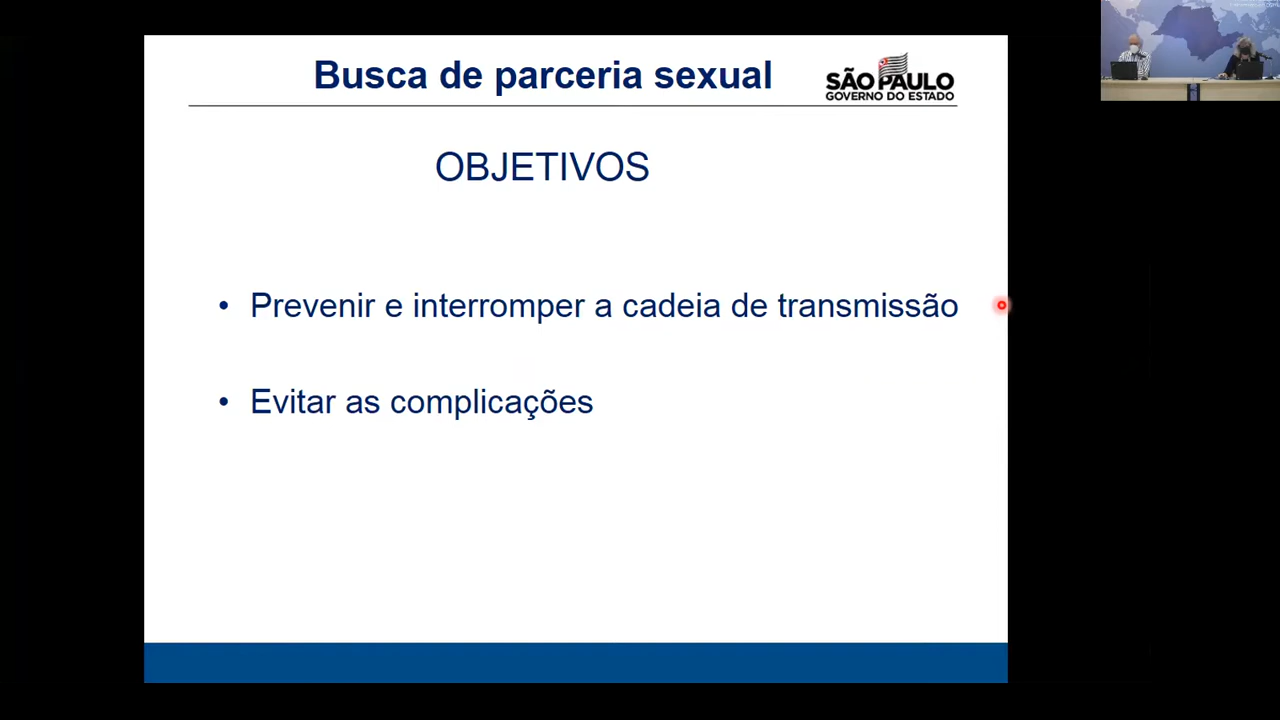 Busca de parceria sexual
SÃO PAULO
GOVERNO DO ESTADO
OBJETIVOS
• Prevenir e interromper a cadeia de transmissão
• Evitar as complicações